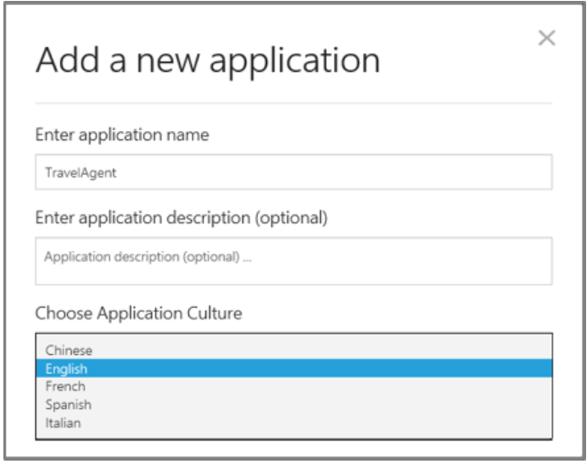 Add a new application
Enter application name
TravelAgent
Enter application description (optional)
Application description (optional) ...
Choose Application Culture
Chinese
English
French
Spanish
Italian